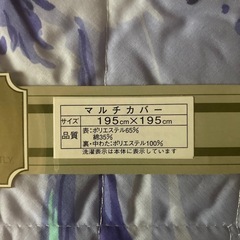 マルチカバー
サイズ 195cm×195cm
品質 表:ポリエステル65%
綿35%
裏・中わた:ポリエステル100%
洗濯表示は本体に表示しています